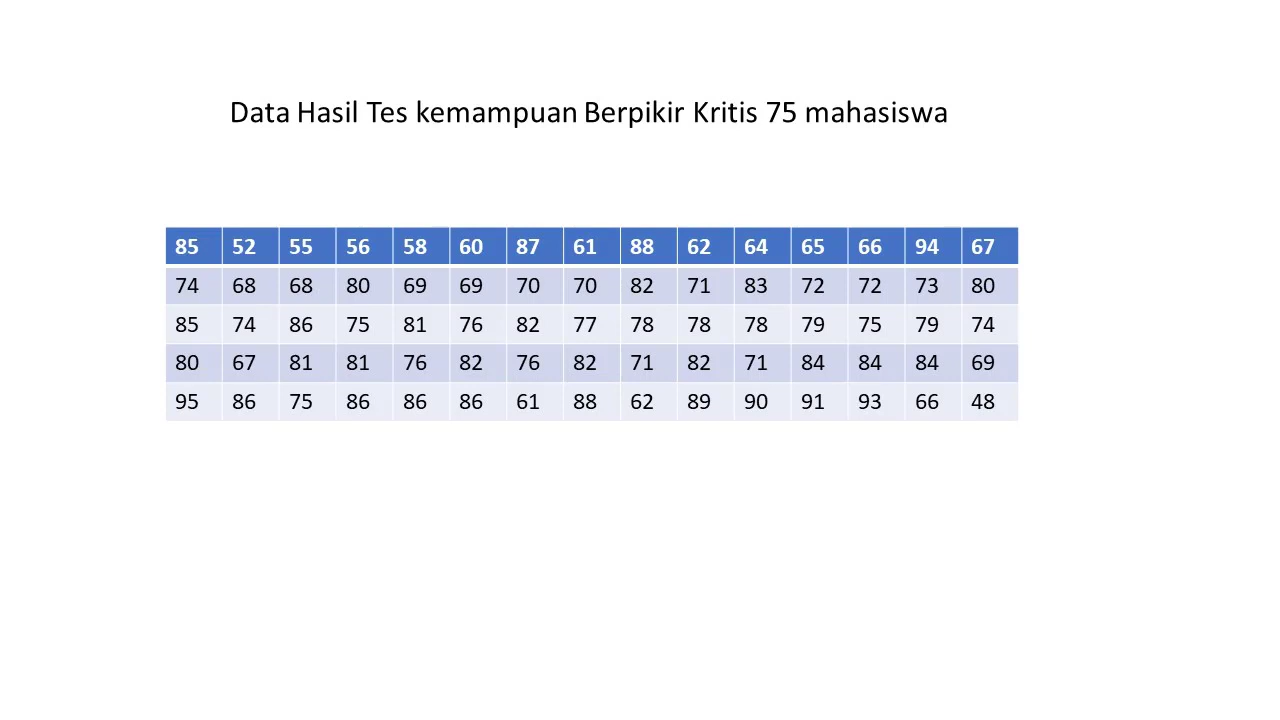 Data Hasil Tes kemampuan Berpikir Kritis 75 mahasiswa
85 52 55 56 58 60 87 61 88 62 64 65 66 94 67
74 68 68 80 69 69 70 70 82 71 83 72 72 73 80
85 74 86 75 81 76 82 77 78 78 78 79 75 79 74
80 67 81 81 76 82 76 82 71 82 71 84 84 84 69
95 86 75 86 86 86 61 88 62 89 90 91 93 66 48